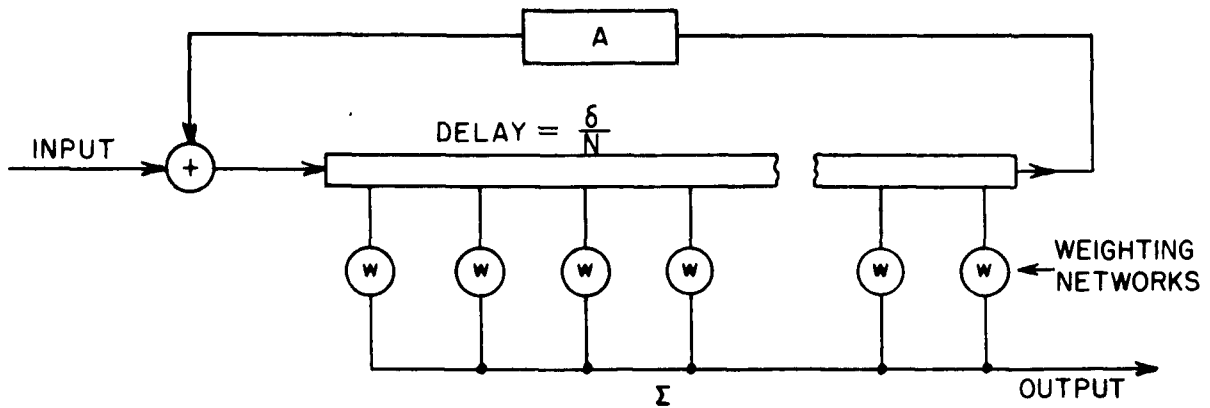 A
INPUT
+
DELAY = δ/N
W W W W W W
WEIGHTING
NETWORKS
Σ
OUTPUT